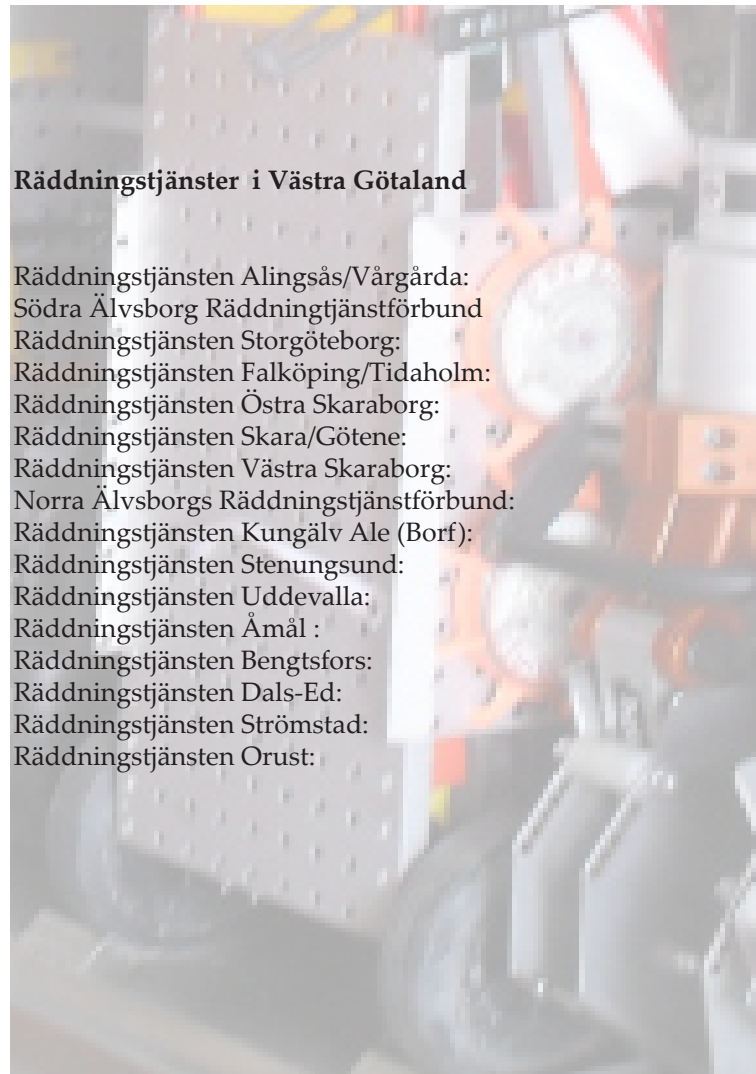 Räddningstjänster i Västra Götaland
Räddningstjänsten Alingsås/Vårgårda:
Södra Älvsborg Räddningtjänstförbund
Räddningstjänsten Storgöteborg:
Räddningstjänsten Falköping/Tidaholm:
Räddningstjänsten Östra Skaraborg:
Räddningstjänsten Skara/Götene:
Räddningstjänsten Västra Skaraborg:
Norra Älvsborgs Räddningstjänstförbund:
Räddningstjänsten Kungälv Ale (Borf):
Räddningstjänsten Stenungsund:
Räddningstjänsten Uddevalla:
Räddningstjänsten Åmål :
Räddningstjänsten Bengtsfors:
Räddningstjänsten Dals-Ed:
Räddningstjänsten Strömstad:
Räddningstjänsten Orust: